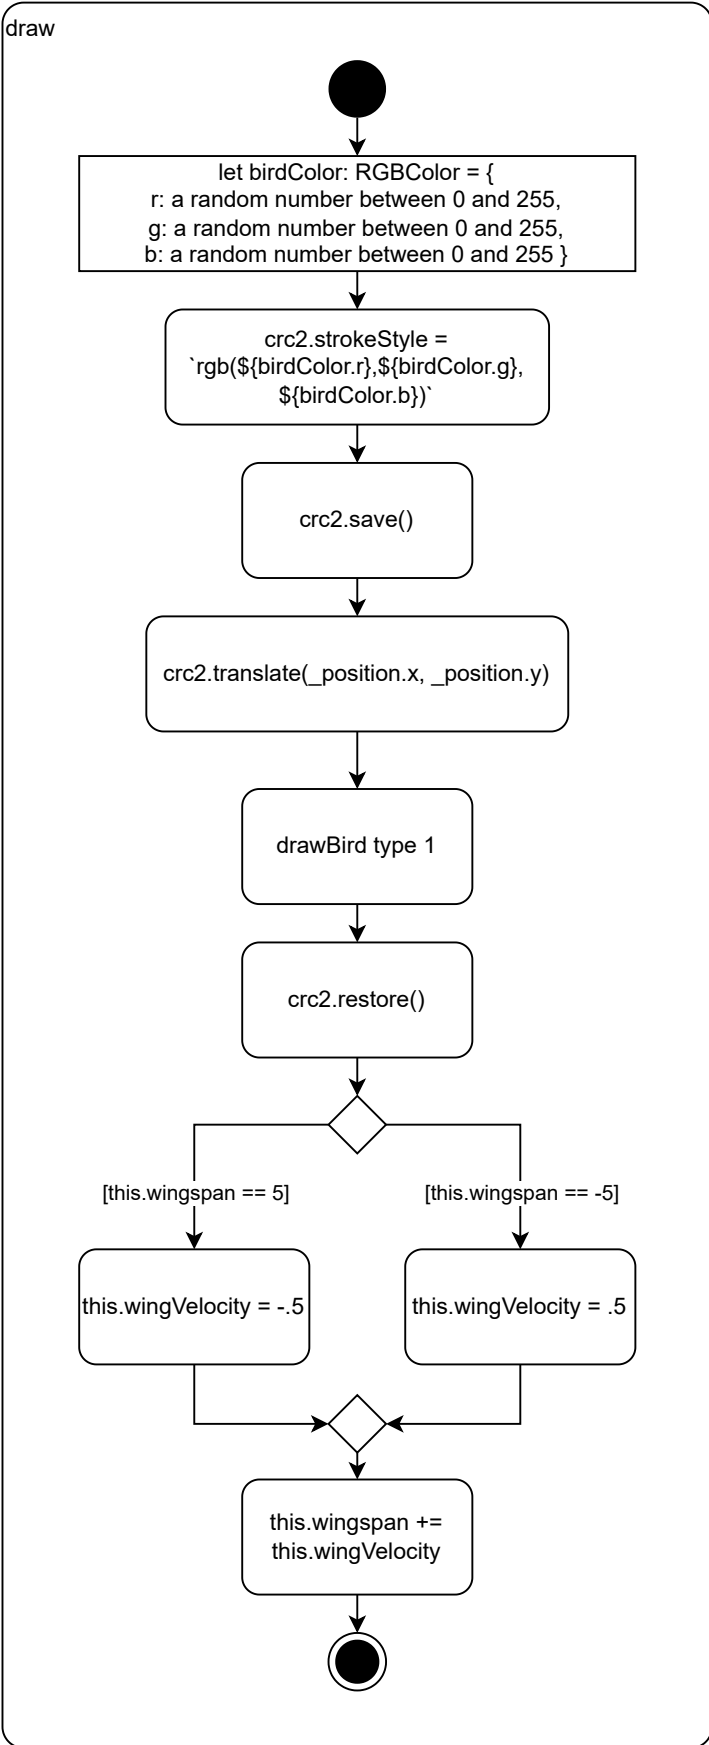 draw
let birdColor: RGBColor = {
r: a random number between 0 and 255,
g: a random number between 0 and 255,
b: a random number between 0 and 255 }
crc2.strokeStyle =
`rgb(${birdColor.r},${birdColor.g},
${birdColor.b})`
crc2.save()
crc2.translate(_position.x, _position.y)
drawBird type 1
crc2.restore()
[this.wingspan == 5]
[this.wingspan == -5]
this.wingVelocity = -.5
this.wingVelocity = .5
this.wingspan +=
this.wingVelocity